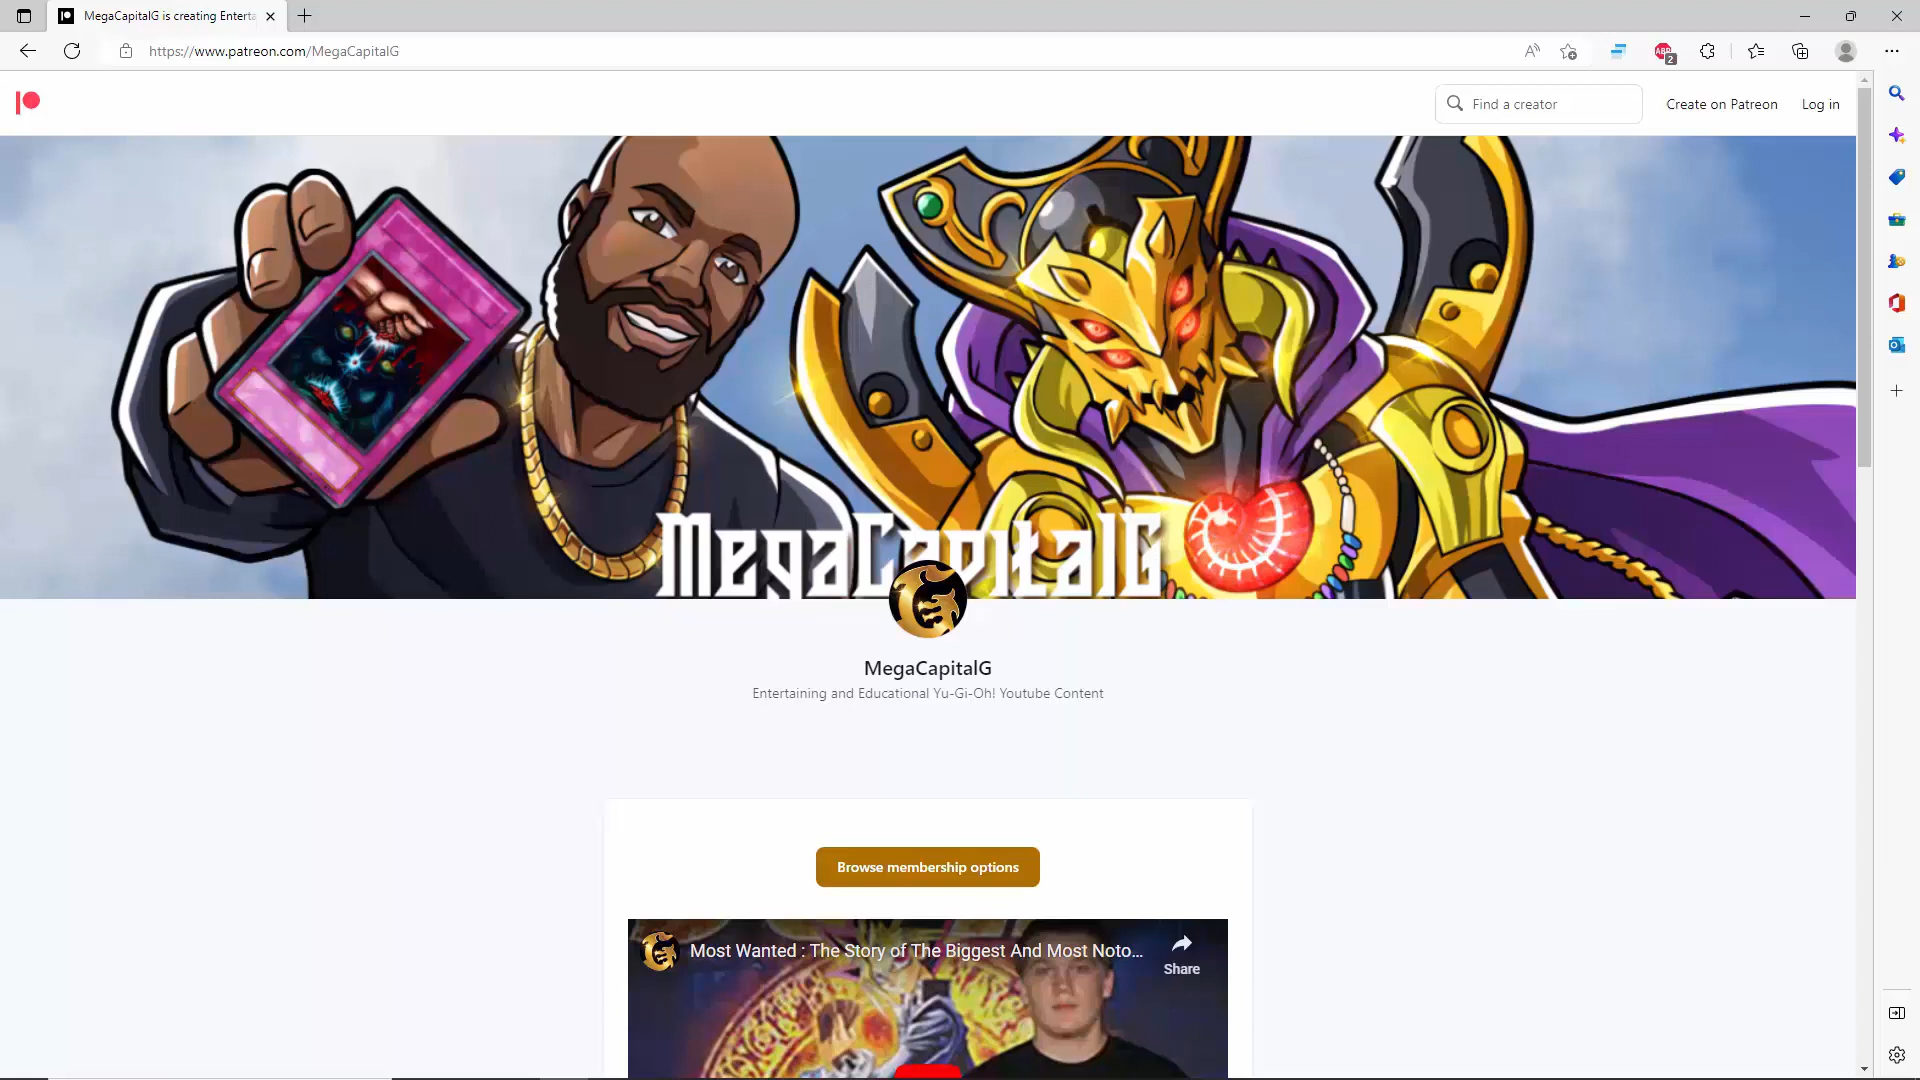 MegaCapitalG is creating Enterta
https://www.patreon.com/MegaCapitalG
ABP
2
Find a creator
Create on Patreon
Log in
MegaCapitalG
MegaCapitalG
Entertaining and Educational Yu-Gi-Oh! Youtube Content
Browse membership options
Most Wanted : The Story of The Biggest And Most Noto...
Share